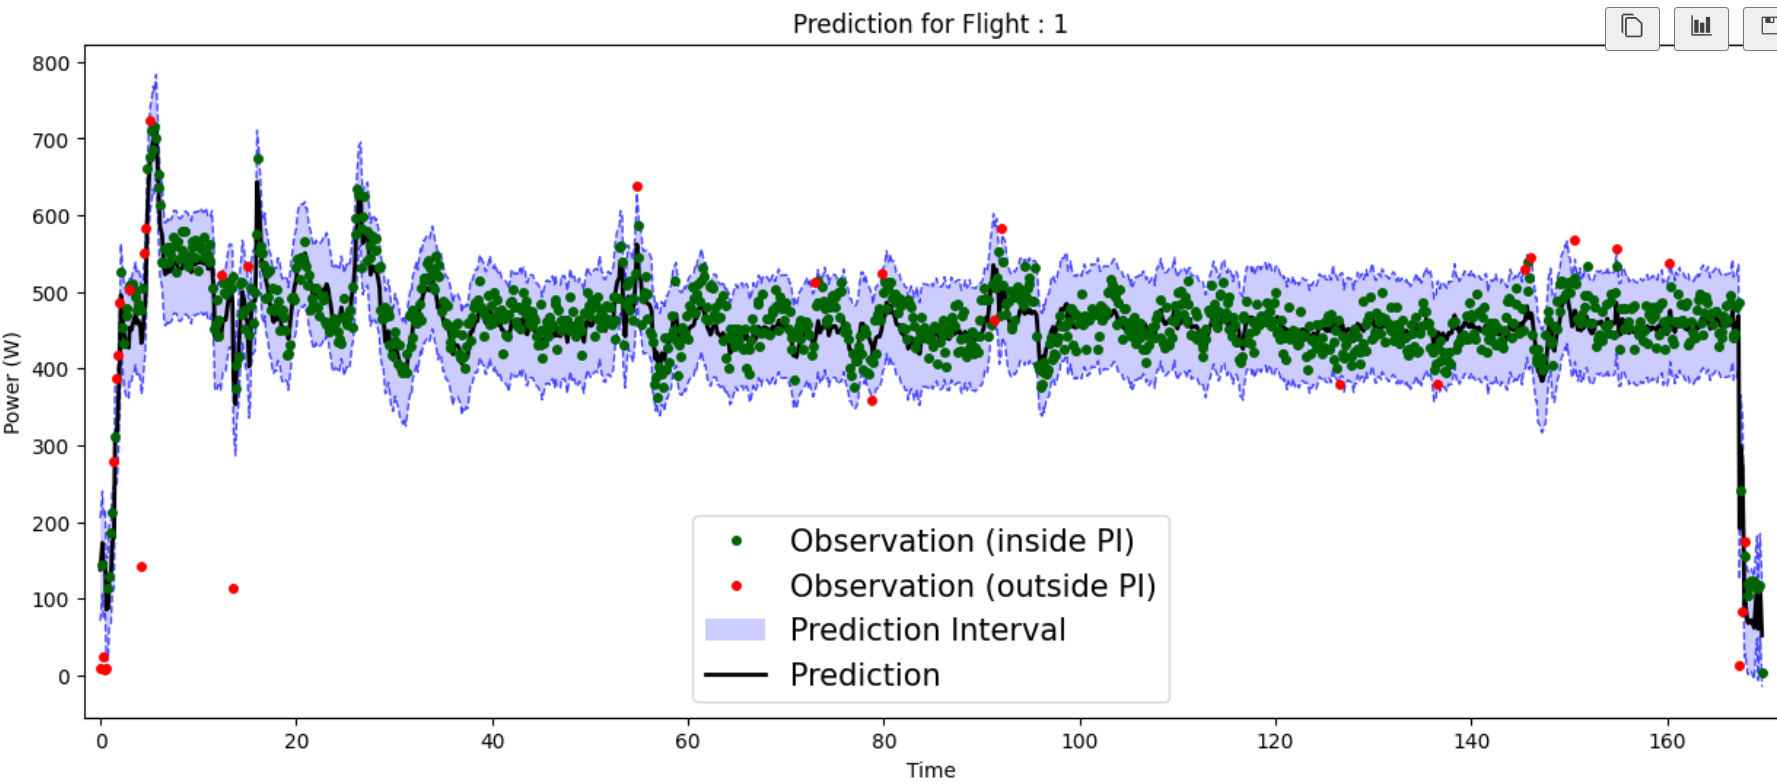 Prediction for Flight : 1
800
700
600
500
400
300
200
100
0
Power (W)
Observation (inside PI)
Observation (outside PI)
Prediction Interval
Prediction
0 20 40 60 80 100 120 140 160
Time